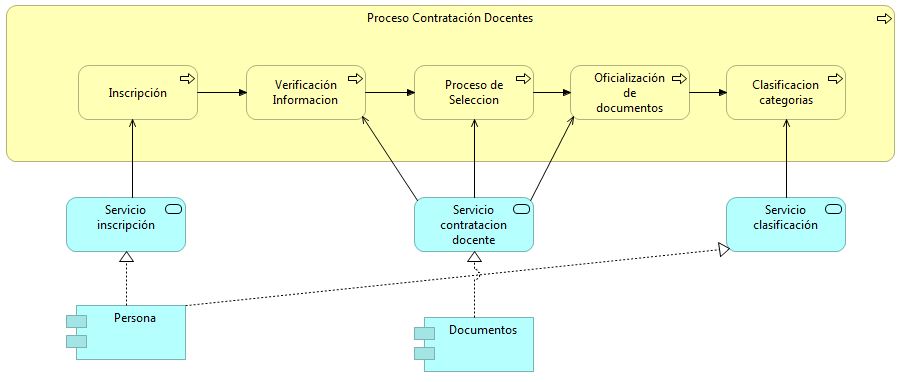 Proceso Contratación Docentes
Inscripción
Verificación
Informacion
Proceso de
Seleccion
Oficialización
de
documentos
Clasificacion
categorias
Servicio
inscripción
Servicio
contratacion
docente
Servicio
clasificación
Persona
Documentos